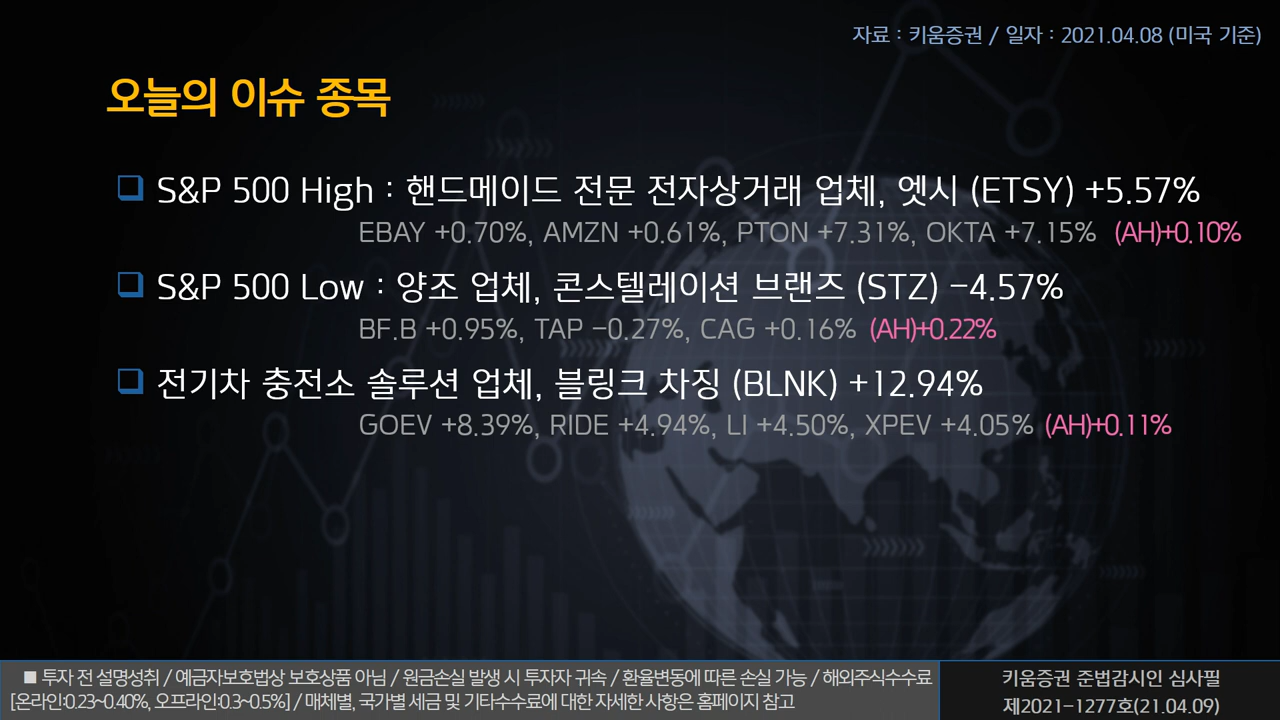 자료 : 키움증권 / 일자 : 2021.04.08 (미국 기준)
오늘의 이슈 종목
❑ S&P 500 High : 핸드메이드 전문 전자상거래 업체, 엣시 (ETSY) +5.57%
EBAY +0.70%, AMZN +0.61%, PTON +7.31%, OKTA +7.15% (AH)+0.10%
❑ S&P 500 Low : 양조 업체, 콘스텔레이션 브랜즈 (STZ) −4.57%
BF.B +0.95%, TAP −0.27%, CAG +0.16% (AH)+0.22%
❑ 전기차 충전소 솔루션 업체, 블링크 차징 (BLNK) +12.94%
GOEV +8.39%, RIDE +4.94%, LI +4.50%, XPEV +4.05% (AH)+0.11%
■ 투자 전 설명성취 / 예금자보호법상 보호상품 아님 / 원금손실 발생 시 투자자 귀속 / 환율변동에 따른 손실 가능 / 해외주식수수료
[온라인:0.23~0.40%, 오프라인:0.3~0.5%] / 매체별, 국가별 세금 및 기타수수료에 대한 자세한 사항은 홈페이지 참고
키움증권 준법감시인 심사필
제2021−1277호(21.04.09)